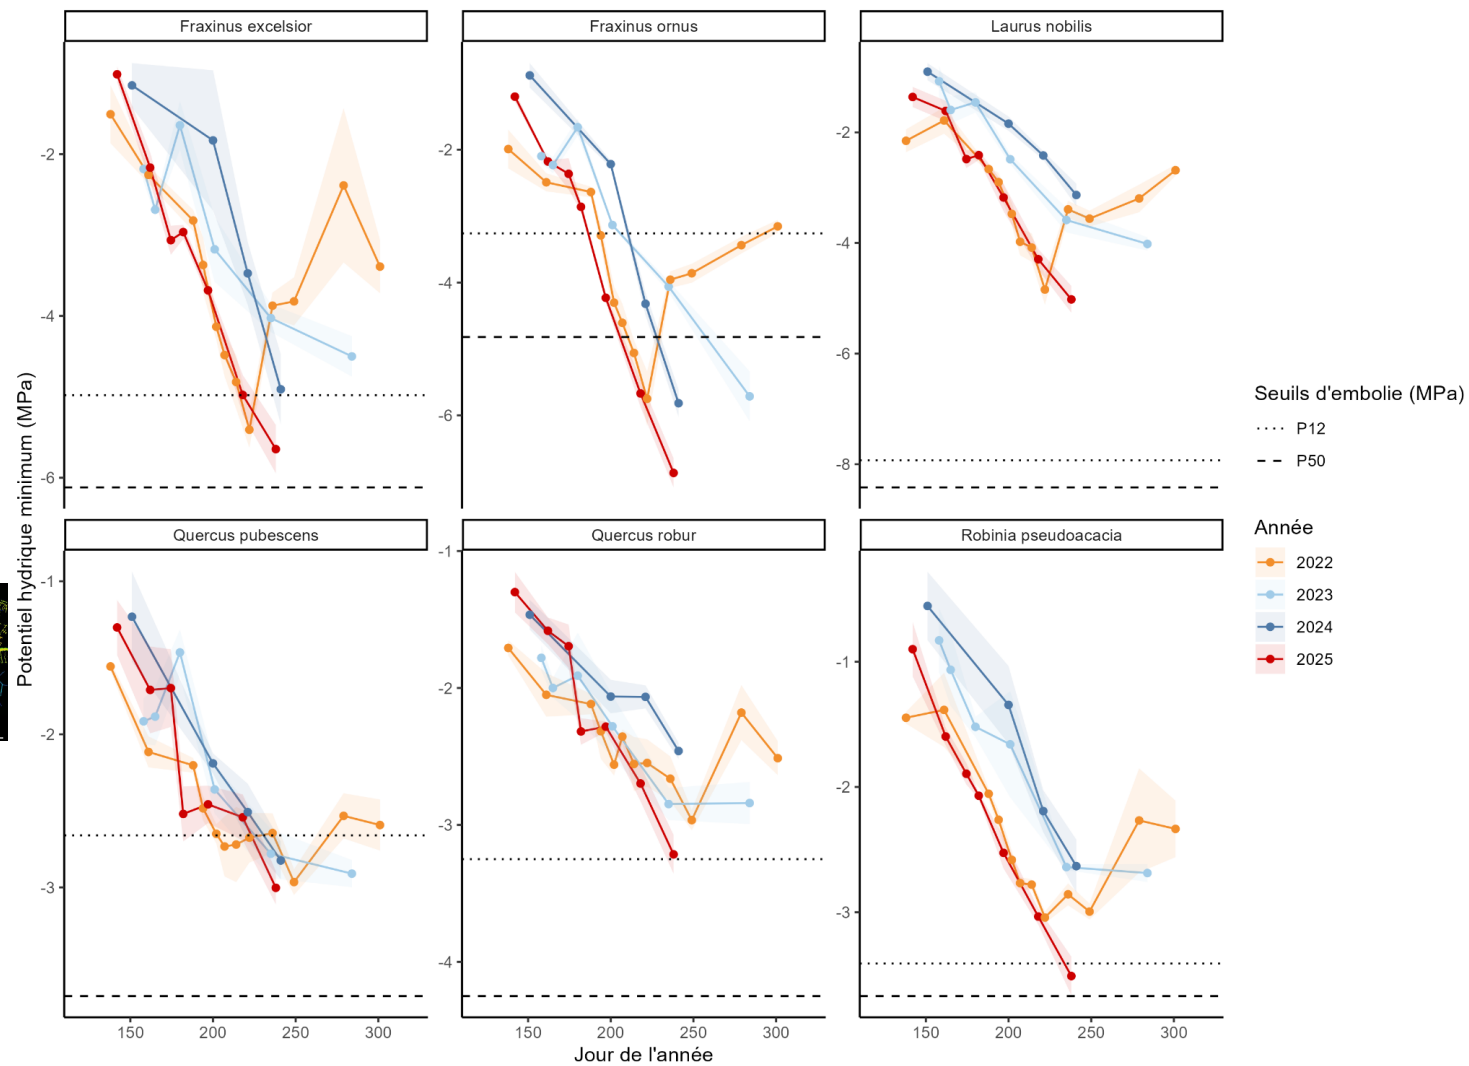 Fraxinus excelsior
Fraxinus ornus
Laurus nobilis
-2
-4
-6
-2
-4
-6
-2
-4
-6
-8
Potentiel hydrique minimum (MPa)
Quercus pubescens
Quercus robur
Robinia pseudoacacia
-1
-2
-3
-1
-2
-3
-4
-1
-2
-3
150 200 250 300
150 200 250 300
150 200 250 300
Jour de l'année
Seuils d'embolie (MPa)
P12
P50
Année
2022
2023
2024
2025